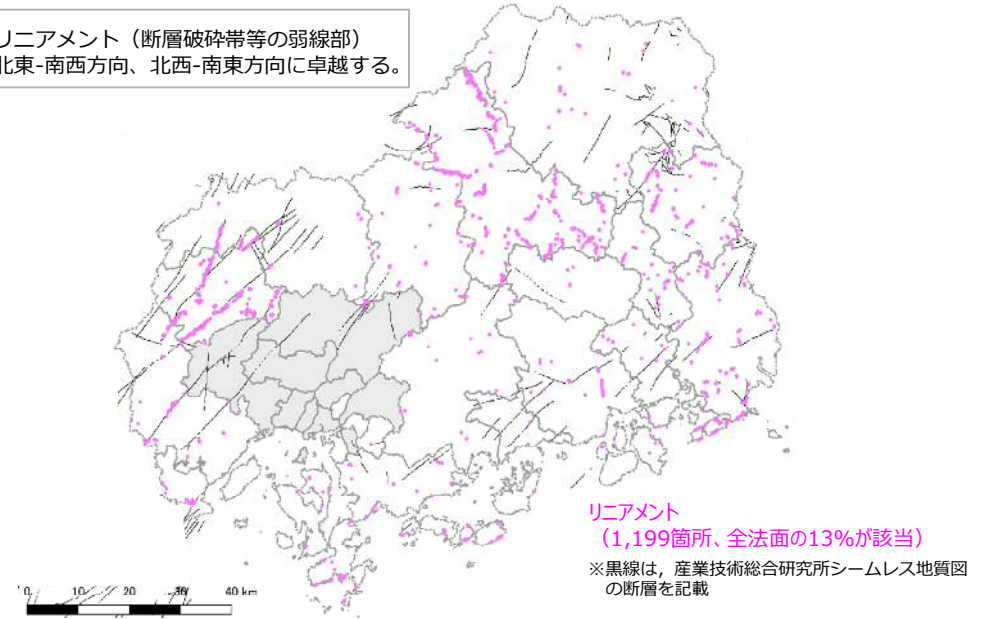 リニアメント（断層破砕帯等の弱線部）
北東-南西方向、北西-南東方向に卓越する。
リニアメント
（1,199箇所、全法面の13%が該当）
※黒線は，産業技術総合研究所シームレス地質図
の断層を記載
0 10 20 30 40 km